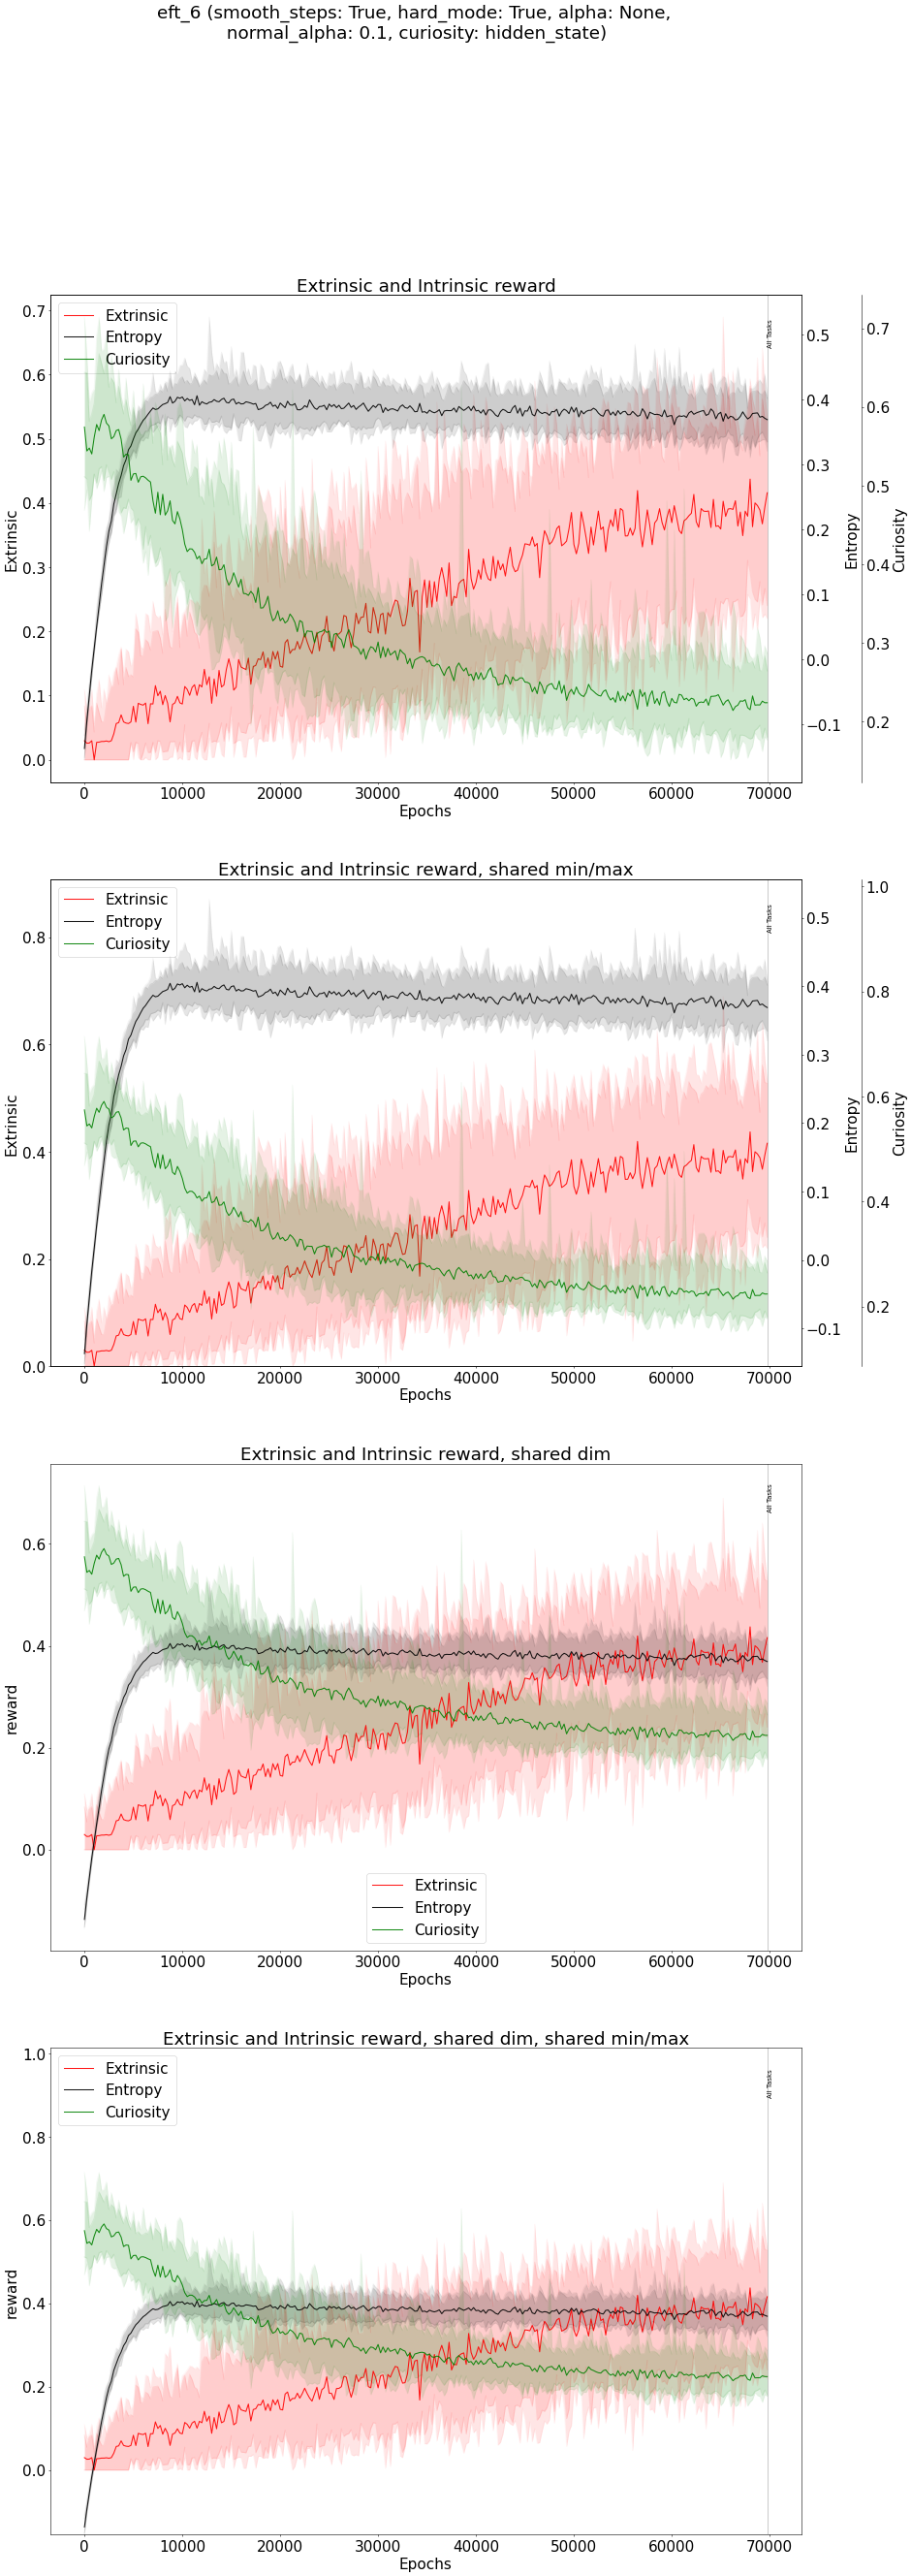 eft_6 (smooth_steps: True, hard_mode: True, alpha: None,
normal_alpha: 0.1, curiosity: hidden_state)
Extrinsic and Intrinsic reward
Extrinsic
Entropy
Curiosity
All Tasks
0.7
0.6
0.5
0.4
0.3
0.2
0.1
0.0
Extrinsic
0.5
0.4
0.3
0.2
0.1
0.0
−0.1
Entropy
0.7
0.6
0.5
0.4
0.3
0.2
Curiosity
0 10000 20000 30000 40000 50000 60000 70000
Epochs
Extrinsic and Intrinsic reward, shared min/max
Extrinsic
Entropy
Curiosity
All Tasks
0.8
0.6
0.4
0.2
0.0
Extrinsic
0.5
0.4
0.3
0.2
0.1
0.0
−0.1
Entropy
1.0
0.8
0.6
0.4
0.2
Curiosity
0 10000 20000 30000 40000 50000 60000 70000
Epochs
Extrinsic and Intrinsic reward, shared dim
All Tasks
0.6
0.4
0.2
0.0
reward
Extrinsic
Entropy
Curiosity
0 10000 20000 30000 40000 50000 60000 70000
Epochs
Extrinsic and Intrinsic reward, shared dim, shared min/max
Extrinsic
Entropy
Curiosity
All Tasks
1.0
0.8
0.6
0.4
0.2
0.0
reward
0 10000 20000 30000 40000 50000 60000 70000
Epochs